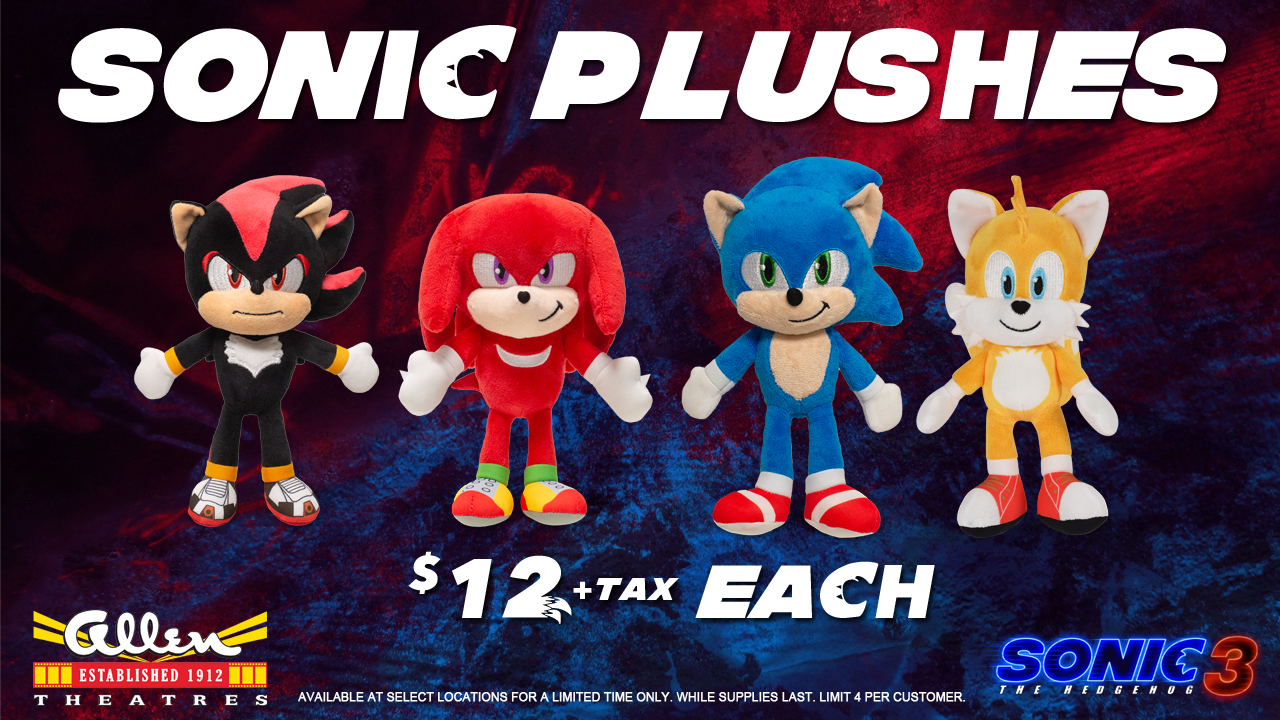 SONIC PLUSHES
$12 +TAX EACH
Allen
ESTABLISHED 1912
THEATRES
AVAILABLE AT SELECT LOCATIONS FOR A LIMITED TIME ONLY. WHILE SUPPLIES LAST. LIMIT 4 PER CUSTOMER.
SONIC 3
THE HEDGEHOG